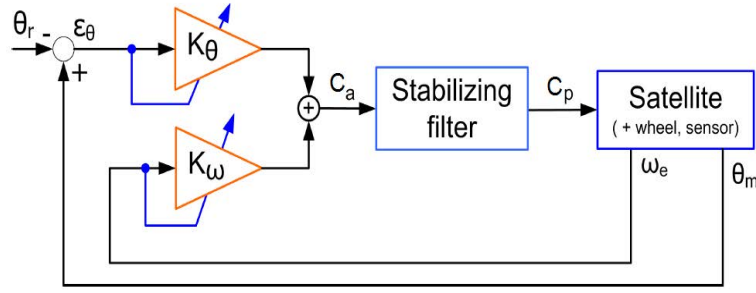 θr - εθ
+
Kθ
Kω
+
Ca
Stabilizing
filter
Cp
Satellite
( + wheel, sensor)
ωe
θm